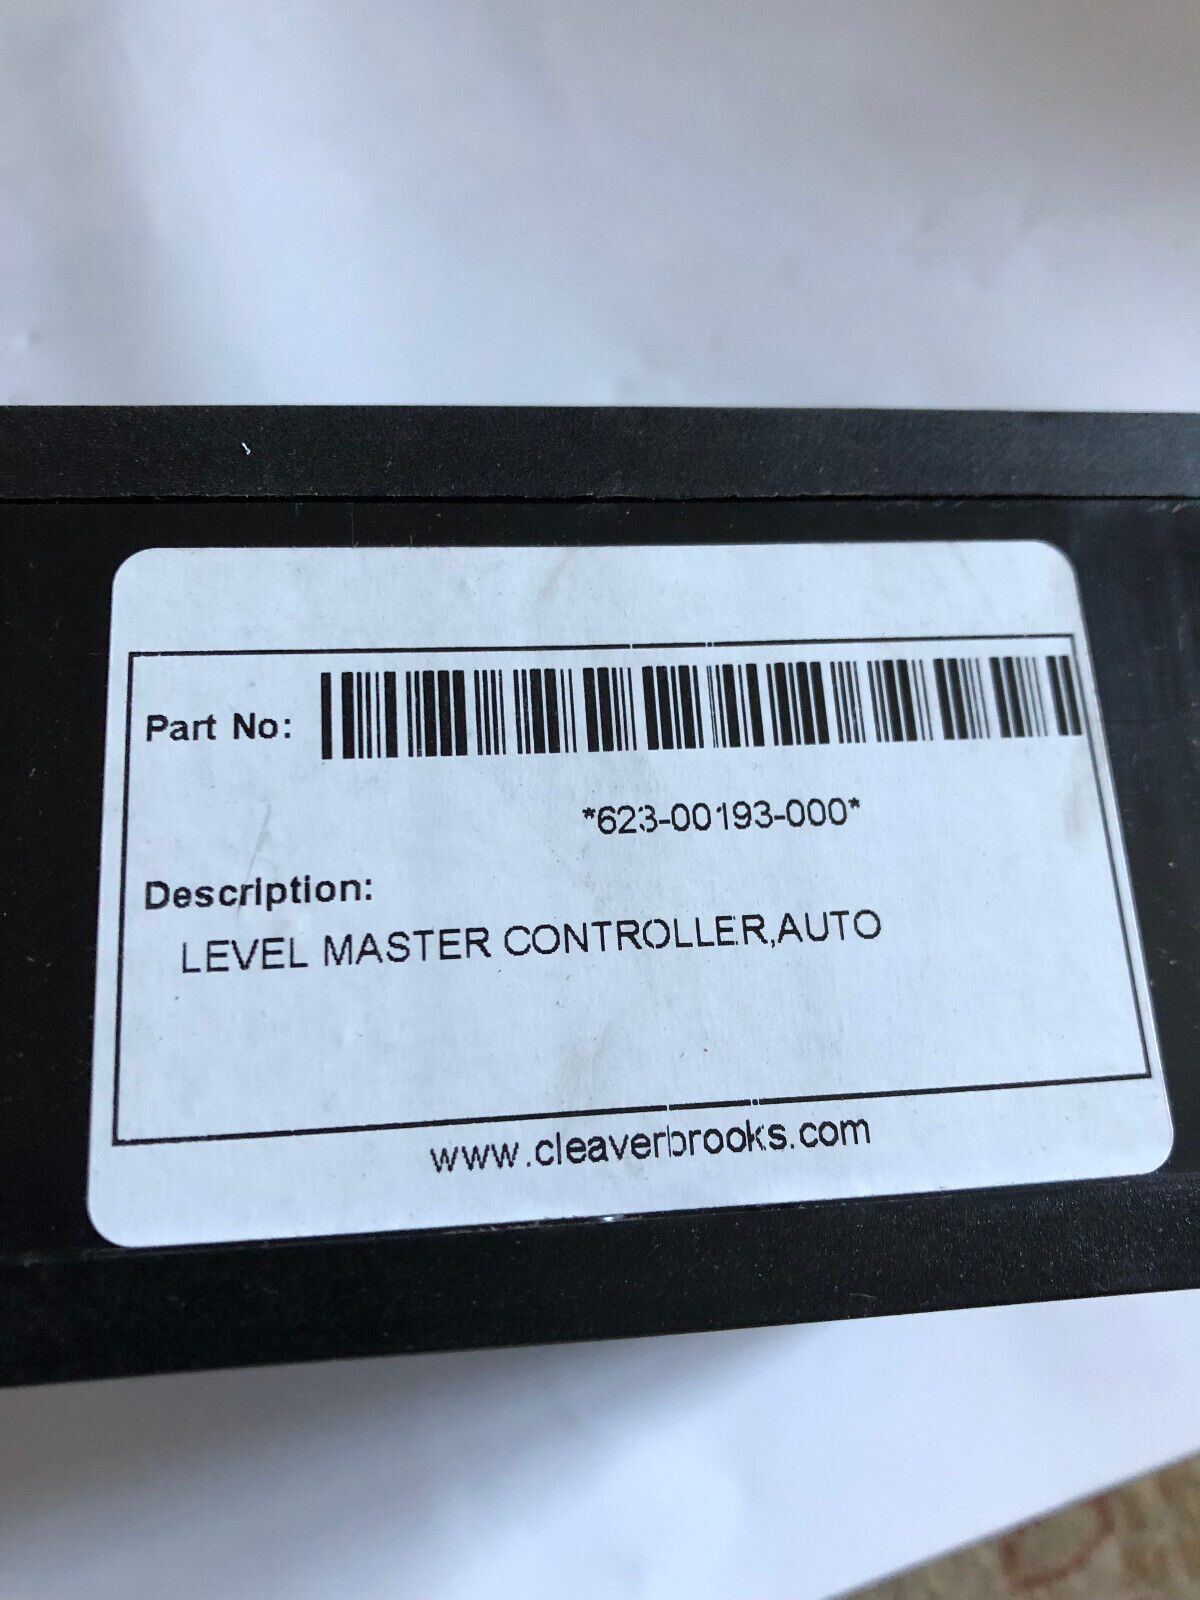 Part No:
*623-00193-000*
Description:
LEVEL MASTER CONTROLLER,AUTO
www.cleaverbrooks.com